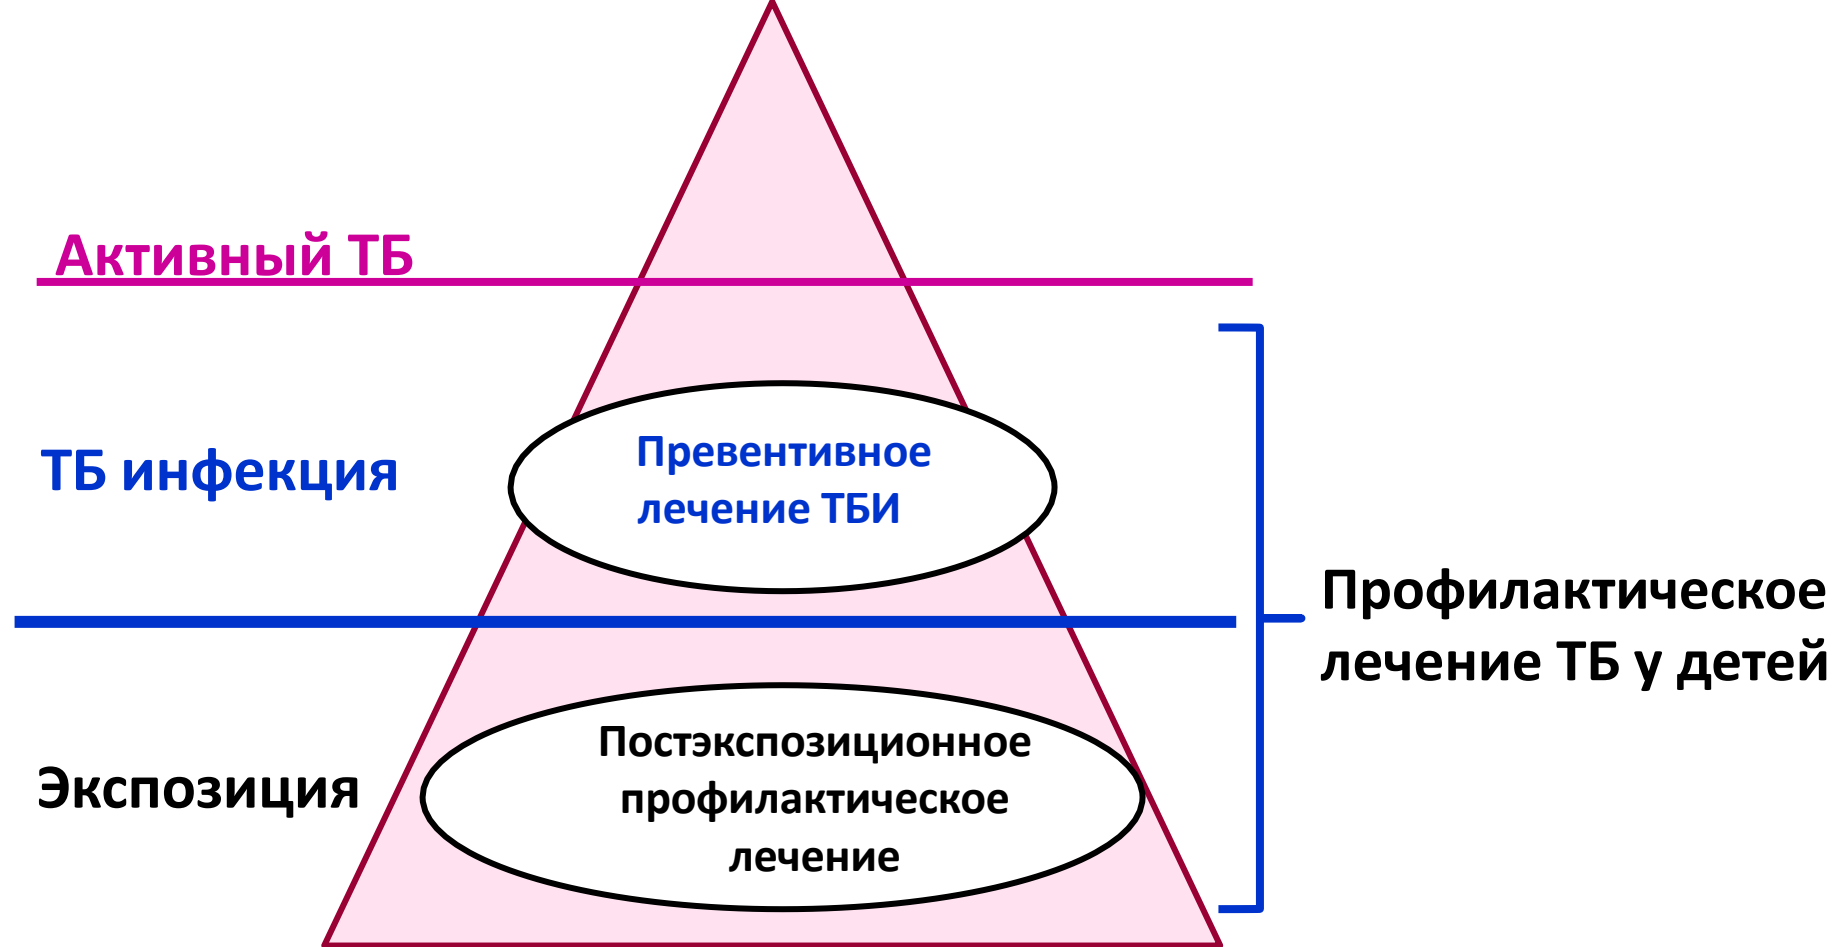 Активный ТБ
ТБ инфекция
Превентивное
лечение ТБИ
Профилактическое
лечение ТБ у детей
Экспозиция
Постэкспозиционное
профилактическое
лечение